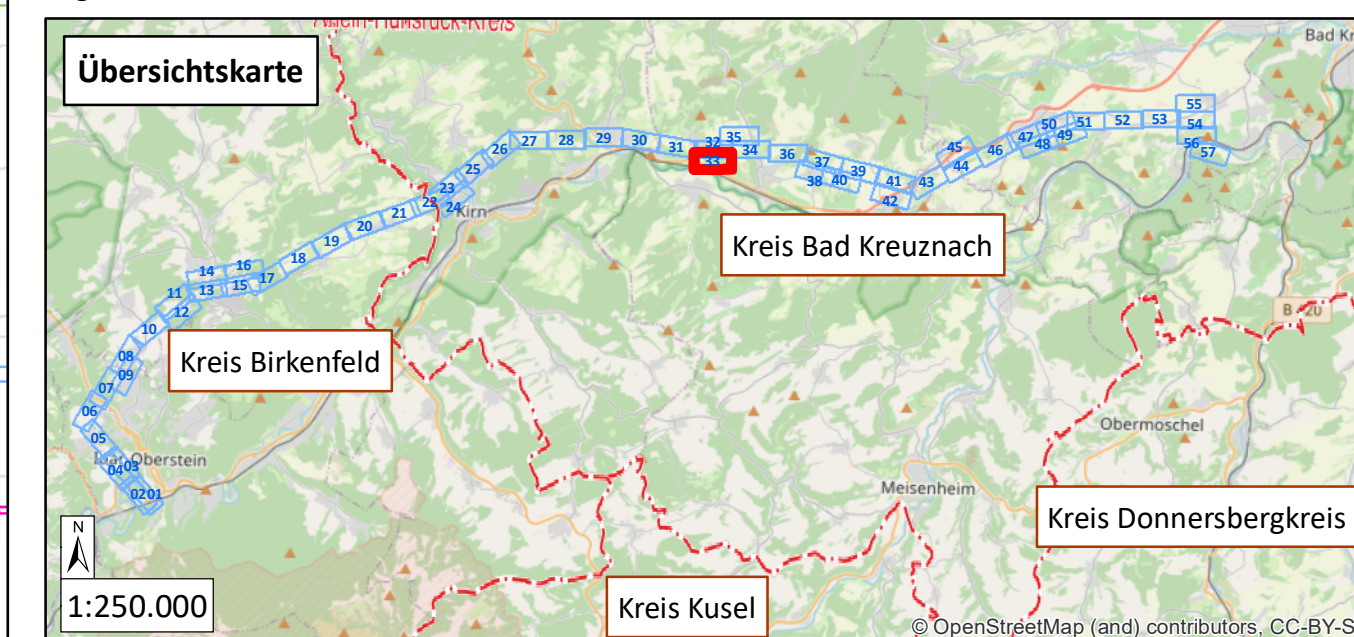 Übersichtskarte
Bad Kr
55
50 51 52 53 54
47
45 48 49
46 56
57
44
27 28 29 30 31 32 35
34
26 33 36
37
25 39
38 40 41 43
23
42
22 24 Kirn
21
20
19
18
Kreis Bad Kreuznach
14 16
17
13 15
11
12
10
B 420
Kreis Birkenfeld
08
09
07
06
05
Oberstein
04 03
02 01
Obermoschel
Meisenheim
Kreis Donnersbergkreis
N
1:250.000
Kreis Kusel
© OpenStreetMap (and) contributors, CC-BY-S